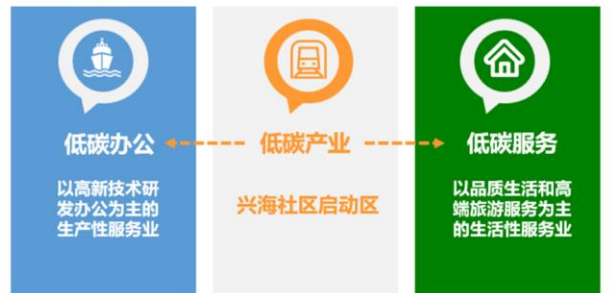 低碳办公
以高新技术研
发办公为主的
生产性服务业
低碳产业
兴海社区启动区
低碳服务
以品质生活和高
端旅游服务为主
的生活性服务业